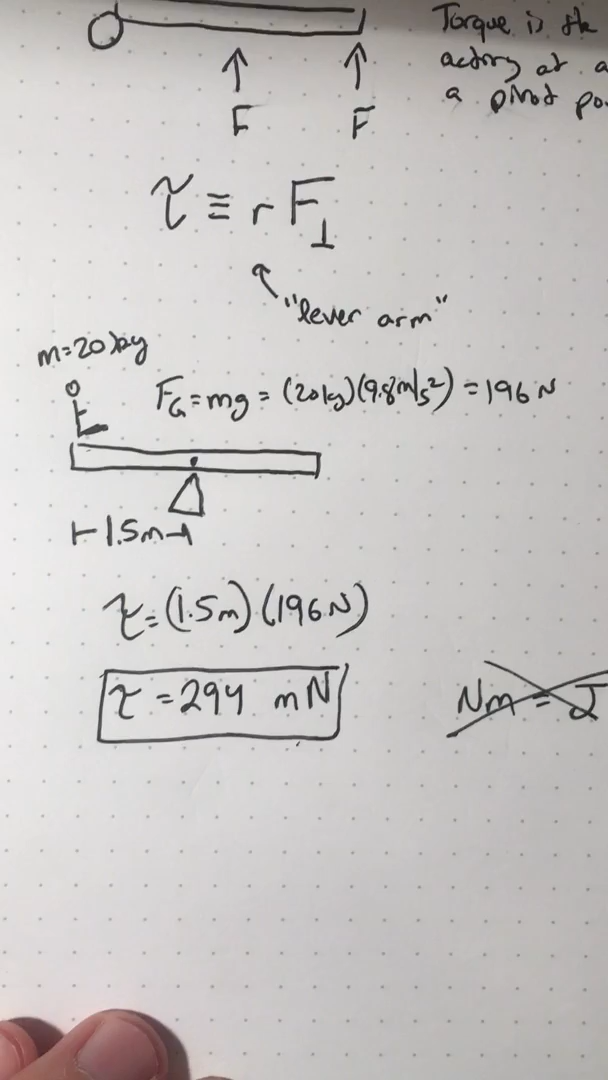 Torque is the
acting at a
a pivot po
F F
τ ≡ r F⊥
"lever arm"
m=20kg
F_G = mg = (20kg)(9.8m/s²) = 196 N
⊢1.5m⊣
τ = (1.5m)(196N)
τ = 294 mN
Nm = J